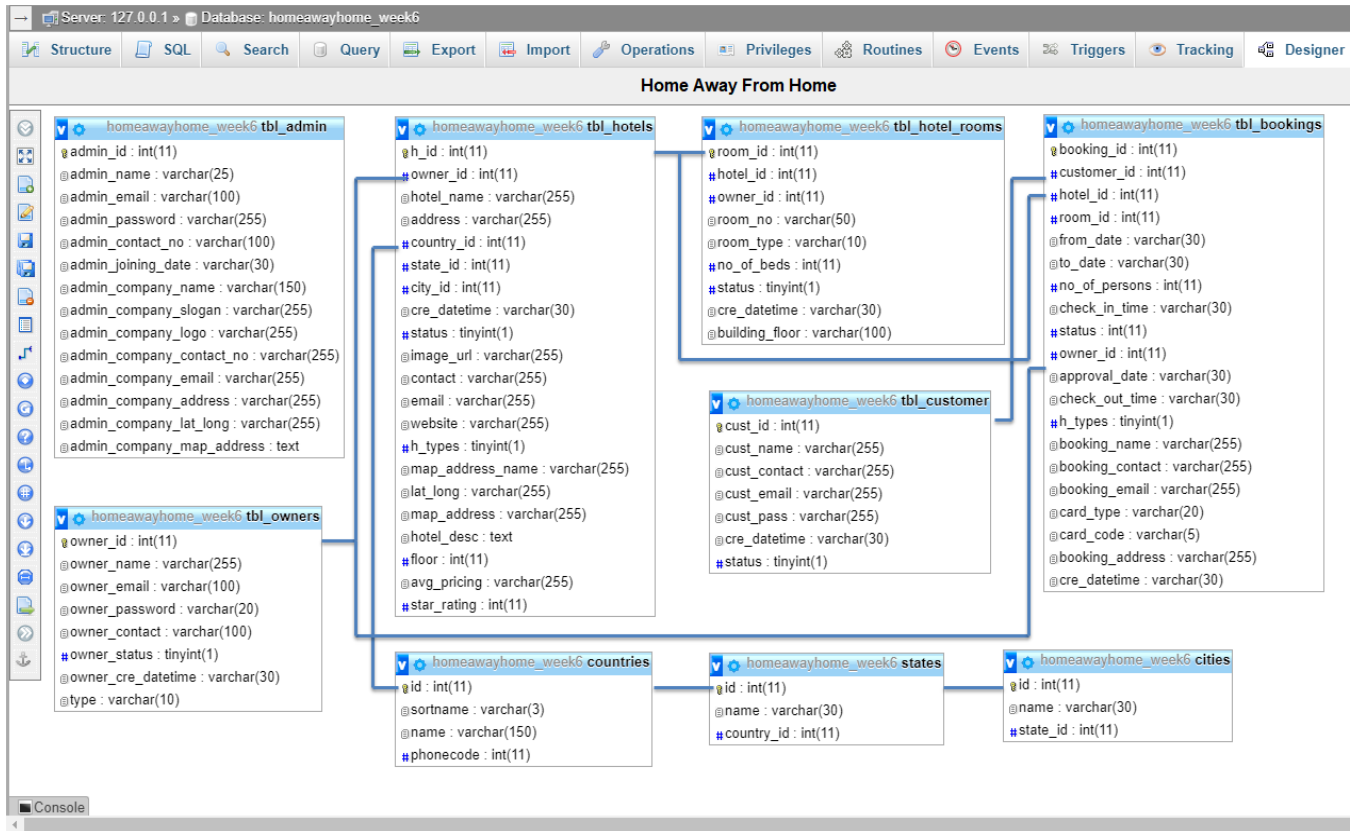 Server: 127.0.0.1 » Database: homeawayhome_week6
Structure SQL Search Query Export Import Operations Privileges Routines Events Triggers Tracking Designer
Home Away From Home
homeawayhome_week6 tbl_admin
admin_id : int(11)
admin_name : varchar(25)
admin_email : varchar(100)
admin_password : varchar(255)
admin_contact_no : varchar(100)
admin_joining_date : varchar(30)
admin_company_name : varchar(150)
admin_company_slogan : varchar(255)
admin_company_logo : varchar(255)
admin_company_contact_no : varchar(255)
admin_company_email : varchar(255)
admin_company_address : varchar(255)
admin_company_lat_long : varchar(255)
admin_company_map_address : text
homeawayhome_week6 tbl_hotels
h_id : int(11)
owner_id : int(11)
hotel_name : varchar(255)
address : varchar(255)
country_id : int(11)
state_id : int(11)
city_id : int(11)
cre_datetime : varchar(30)
status : tinyint(1)
image_url : varchar(255)
contact : varchar(255)
email : varchar(255)
website : varchar(255)
h_types : tinyint(1)
map_address_name : varchar(255)
lat_long : varchar(255)
map_address : varchar(255)
hotel_desc : text
floor : int(11)
avg_pricing : varchar(255)
star_rating : int(11)
homeawayhome_week6 tbl_hotel_rooms
room_id : int(11)
hotel_id : int(11)
owner_id : int(11)
room_no : varchar(50)
room_type : varchar(10)
no_of_beds : int(11)
status : tinyint(1)
cre_datetime : varchar(30)
building_floor : varchar(100)
homeawayhome_week6 tbl_bookings
booking_id : int(11)
customer_id : int(11)
hotel_id : int(11)
room_id : int(11)
from_date : varchar(30)
to_date : varchar(30)
no_of_persons : int(11)
check_in_time : varchar(30)
status : int(11)
owner_id : int(11)
approval_date : varchar(30)
check_out_time : varchar(30)
h_types : tinyint(1)
booking_name : varchar(255)
booking_contact : varchar(255)
booking_email : varchar(255)
card_type : varchar(20)
card_code : varchar(5)
booking_address : varchar(255)
cre_datetime : varchar(30)
homeawayhome_week6 tbl_customer
cust_id : int(11)
cust_name : varchar(255)
cust_contact : varchar(255)
cust_email : varchar(255)
cust_pass : varchar(255)
cre_datetime : varchar(30)
status : tinyint(1)
homeawayhome_week6 tbl_owners
owner_id : int(11)
owner_name : varchar(255)
owner_email : varchar(100)
owner_password : varchar(20)
owner_contact : varchar(100)
owner_status : tinyint(1)
owner_cre_datetime : varchar(30)
type : varchar(10)
homeawayhome_week6 countries
id : int(11)
sortname : varchar(3)
name : varchar(150)
phonecode : int(11)
homeawayhome_week6 states
id : int(11)
name : varchar(30)
country_id : int(11)
homeawayhome_week6 cities
id : int(11)
name : varchar(30)
state_id : int(11)
Console